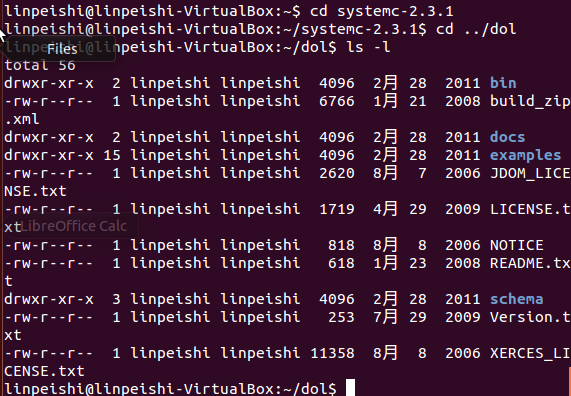 linpeishi@linpeishi-VirtualBox:~$ cd systemc-2.3.1
linpeishi@linpeishi-VirtualBox:~/systemc-2.3.1$ cd ../dol
linpeishi@linpeishi-VirtualBox:~/dol$ ls -l
Files
total 56
drwxr-xr-x  2 linpeishi linpeishi  4096  2月 28  2011 bin
-rw-r--r--  1 linpeishi linpeishi  6766  1月 21  2008 build_zip
.xml
drwxr-xr-x  2 linpeishi linpeishi  4096  2月 28  2011 docs
drwxr-xr-x 15 linpeishi linpeishi  4096  2月 28  2011 examples
-rw-r--r--  1 linpeishi linpeishi  2620  8月  7  2006 JDOM_LICE
NSE.txt
-rw-r--r--  1 linpeishi linpeishi  1719  4月 29  2009 LICENSE.t
xt
LibreOffice Calc
-rw-r--r--  1 linpeishi linpeishi   818  8月  8  2006 NOTICE
-rw-r--r--  1 linpeishi linpeishi   618  1月 23  2008 README.tx
t
drwxr-xr-x  3 linpeishi linpeishi  4096  2月 28  2011 schema
-rw-r--r--  1 linpeishi linpeishi   253  7月 29  2009 Version.t
xt
-rw-r--r--  1 linpeishi linpeishi 11358  8月  8  2006 XERCES_LI
CENSE.txt
linpeishi@linpeishi-VirtualBox:~/dol$